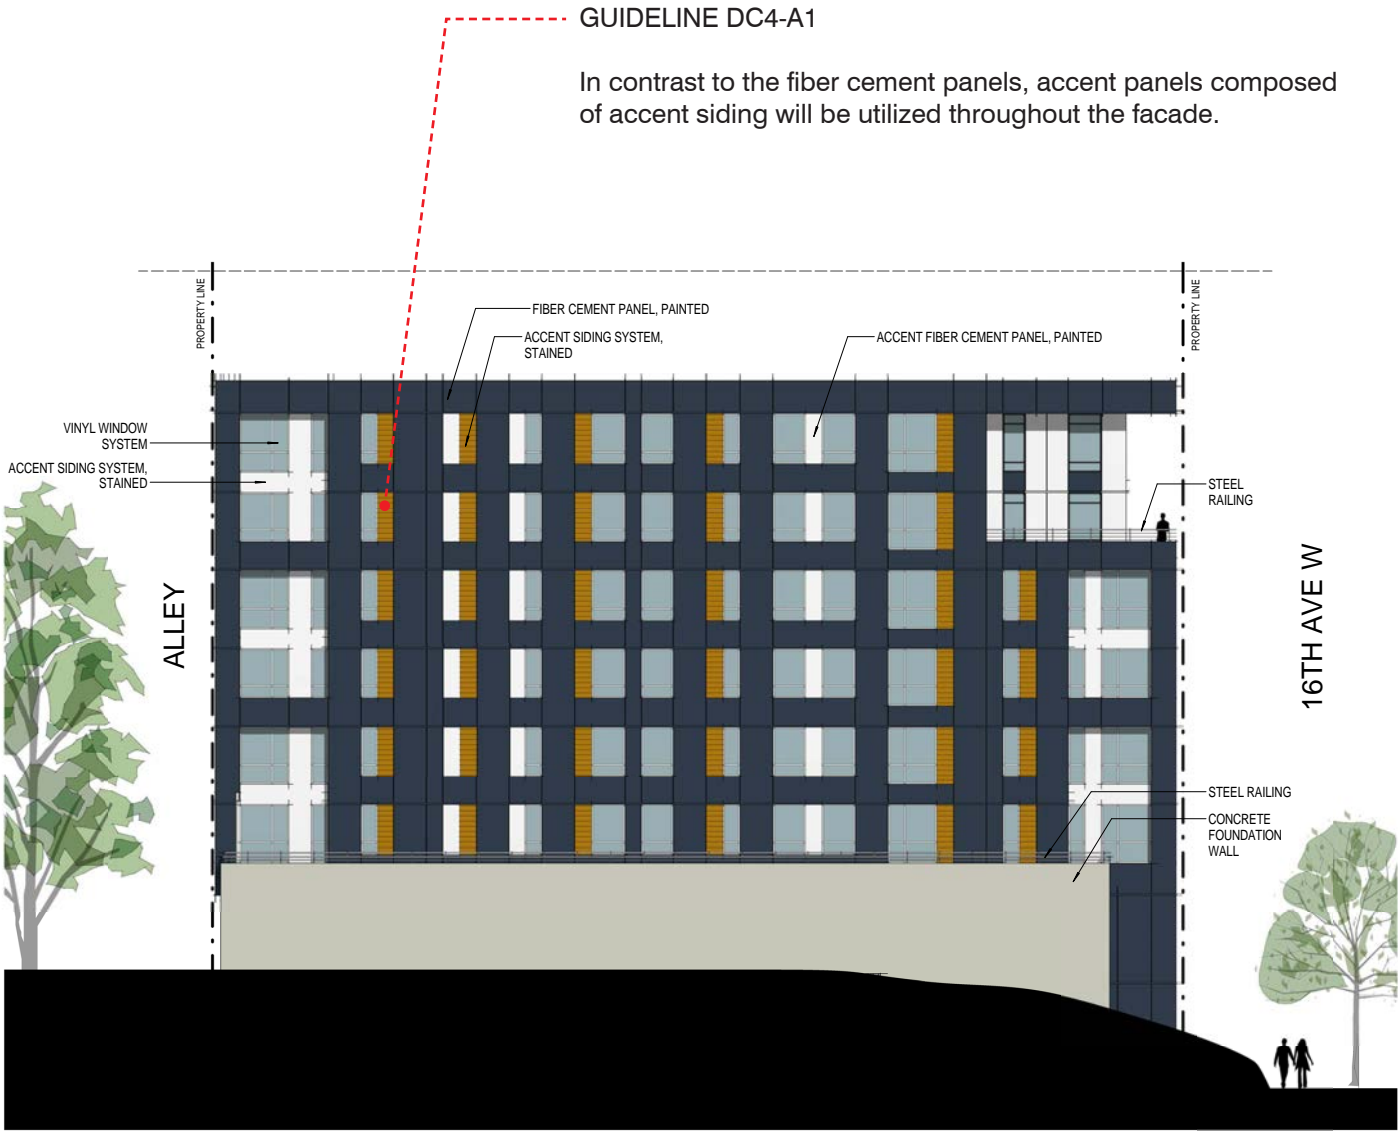 GUIDELINE DC4-A1
In contrast to the fiber cement panels, accent panels composed
of accent siding will be utilized throughout the facade.
PROPERTY LINE
PROPERTY LINE
FIBER CEMENT PANEL, PAINTED
ACCENT SIDING SYSTEM,
STAINED
ACCENT FIBER CEMENT PANEL, PAINTED
VINYL WINDOW
SYSTEM
ACCENT SIDING SYSTEM,
STAINED
STEEL
RAILING
ALLEY
16TH AVE W
STEEL RAILING
CONCRETE
FOUNDATION
WALL